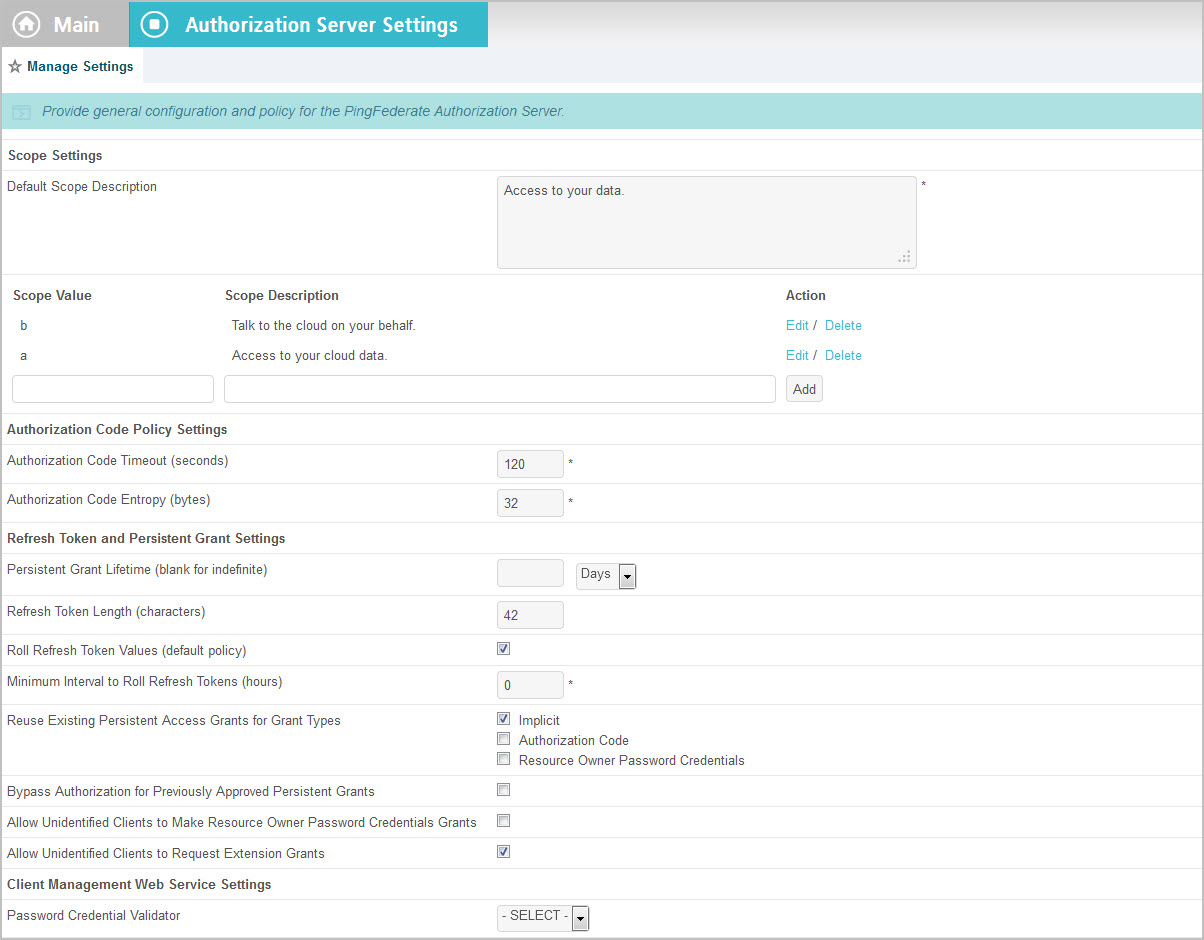 Main Authorization Server Settings
Manage Settings
Provide general configuration and policy for the PingFederate Authorization Server.
Scope Settings
Default Scope Description Access to your data. *
Scope Value Scope Description Action
b Talk to the cloud on your behalf. Edit / Delete
a Access to your cloud data. Edit / Delete
Add
Authorization Code Policy Settings
Authorization Code Timeout (seconds) 120 *
Authorization Code Entropy (bytes) 32 *
Refresh Token and Persistent Grant Settings
Persistent Grant Lifetime (blank for indefinite) Days
Refresh Token Length (characters) 42
Roll Refresh Token Values (default policy)
Minimum Interval to Roll Refresh Tokens (hours) 0 *
Reuse Existing Persistent Access Grants for Grant Types Implicit
Authorization Code
Resource Owner Password Credentials
Bypass Authorization for Previously Approved Persistent Grants
Allow Unidentified Clients to Make Resource Owner Password Credentials Grants
Allow Unidentified Clients to Request Extension Grants
Client Management Web Service Settings
Password Credential Validator - SELECT -